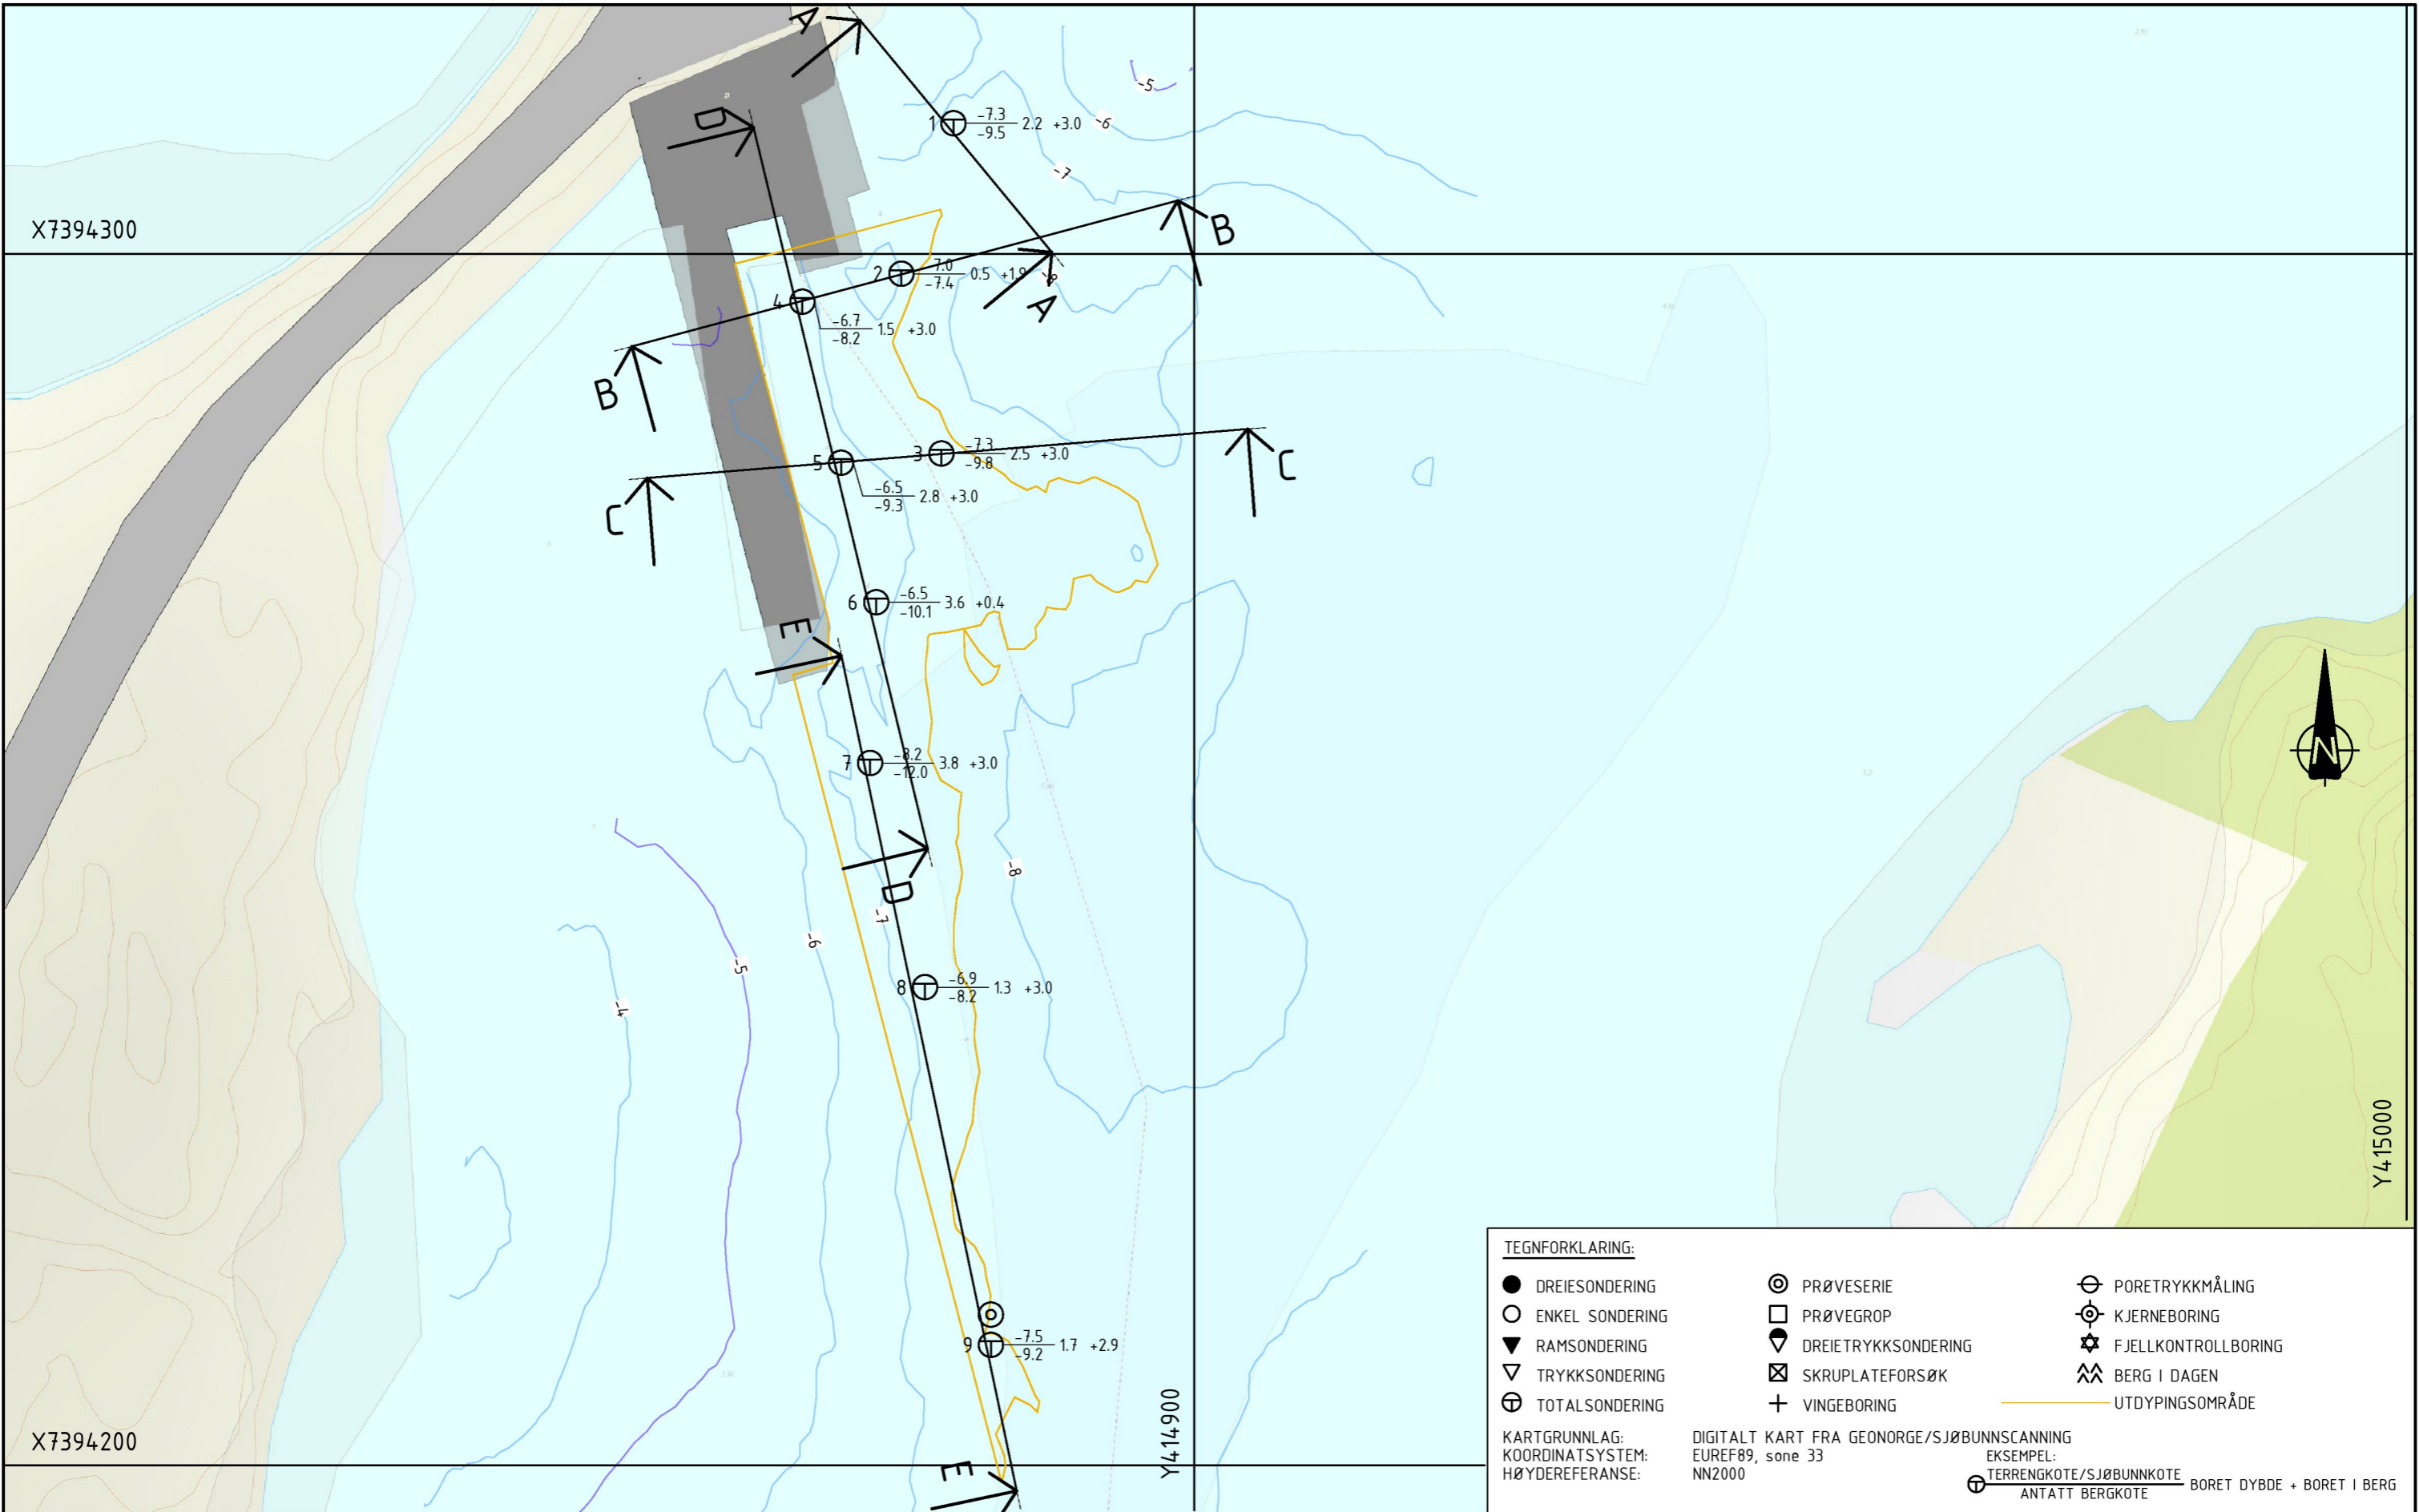 A
-5
1 -7.3 2.2 +3.0
-9.5
-6
D
-7
X7394300
B
2 -7.0 0.5 +1.9
-7.4
-8
4
A
-6.7 1.5 +3.0
-8.2
B
3 -7.3 2.5 +3.0
-9.8
5
C
-6.5 2.8 +3.0
-9.3
C
6 -6.5 3.6 +0.4
-10.1
E
N
7 -8.2 3.8 +3.0
-12.0
-8
D
-7
-6
-5
8 -6.9 1.3 +3.0
-8.2
-4
Y415000
9 -7.5 1.7 +2.9
-9.2
Y414900
X7394200
E
TEGNFORKLARING:
DREIESONDERING
ENKEL SONDERING
RAMSONDERING
TRYKKSONDERING
TOTALSONDERING
PRØVESERIE
PRØVEGROP
DREIETRYKKSONDERING
SKRUPLATEFORSØK
VINGEBORING
PORETRYKKMÅLING
KJERNEBORING
FJELLKONTROLLBORING
BERG I DAGEN
UTDYPINGSOMRÅDE
KARTGRUNNLAG: DIGITALT KART FRA GEONORGE/SJØBUNNSCANNING
KOORDINATSYSTEM: EUREF89, sone 33
HØYDEREFERANSE: NN2000
EKSEMPEL:
TERRENGKOTE/SJØBUNNKOTE BORET DYBDE + BORET I BERG
ANTATT BERGKOTE